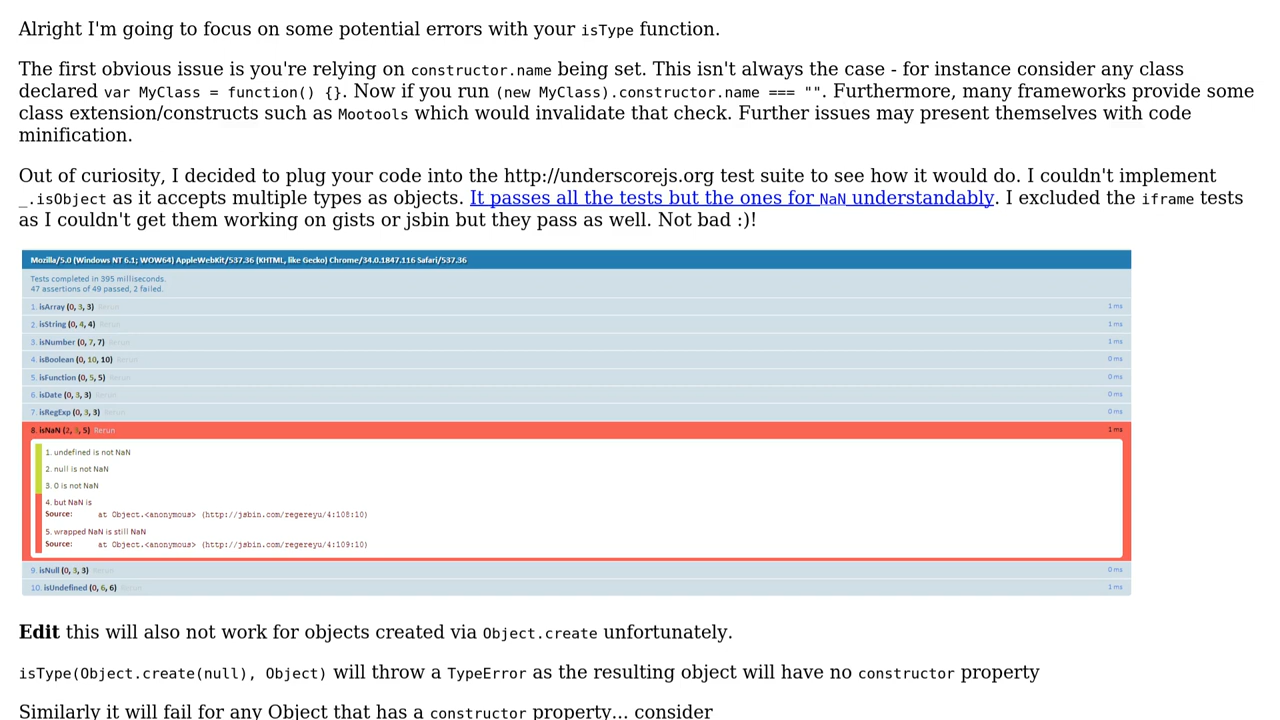 Alright I'm going to focus on some potential errors with your isType function.
The first obvious issue is you're relying on constructor.name being set. This isn't always the case - for instance consider any class
declared var MyClass = function() {}. Now if you run (new MyClass).constructor.name === "". Furthermore, many frameworks provide some
class extension/constructs such as Mootools which would invalidate that check. Further issues may present themselves with code
minification.
Out of curiosity, I decided to plug your code into the http://underscorejs.org test suite to see how it would do. I couldn't implement
_.isObject as it accepts multiple types as objects. It passes all the tests but the ones for NaN understandably. I excluded the iframe tests
as I couldn't get them working on gists or jsbin but they pass as well. Not bad :)!
Mozilla/5.0 (Windows NT 6.1; WOW64) AppleWebKit/537.36 (KHTML, like Gecko) Chrome/34.0.1847.116 Safari/537.36
Tests completed in 395 milliseconds.
47 assertions of 49 passed, 2 failed.
1. isArray (0, 3, 3) Rerun 1 ms
2. isString (0, 4, 4) Rerun 1 ms
3. isNumber (0, 7, 7) Rerun 1 ms
4. isBoolean (0, 10, 10) Rerun 0 ms
5. isFunction (0, 5, 5) Rerun 0 ms
6. isDate (0, 3, 3) Rerun 0 ms
7. isRegExp (0, 3, 3) Rerun 0 ms
8. isNaN (2, 3, 5) Rerun 1 ms
1. undefined is not NaN
2. null is not NaN
3. 0 is not NaN
4. but NaN is
Source: at Object.<anonymous> (http://jsbin.com/regereyu/4:108:10)
5. wrapped NaN is still NaN
Source: at Object.<anonymous> (http://jsbin.com/regereyu/4:109:10)
9. isNull (0, 3, 3) Rerun 0 ms
10. isUndefined (0, 6, 6) Rerun 1 ms
Edit this will also not work for objects created via Object.create unfortunately.
isType(Object.create(null), Object) will throw a TypeError as the resulting object will have no constructor property
Similarly it will fail for any Object that has a constructor property... consider